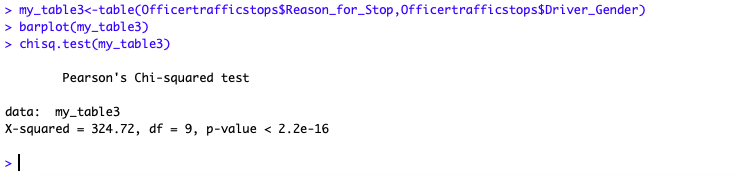 > my_table3<-table(Officertrafficstops$Reason_for_Stop,Officertrafficstops$Driver_Gender)
> barplot(my_table3)
> chisq.test(my_table3)
Pearson's Chi-squared test
data:  my_table3
X-squared = 324.72, df = 9, p-value < 2.2e-16
>